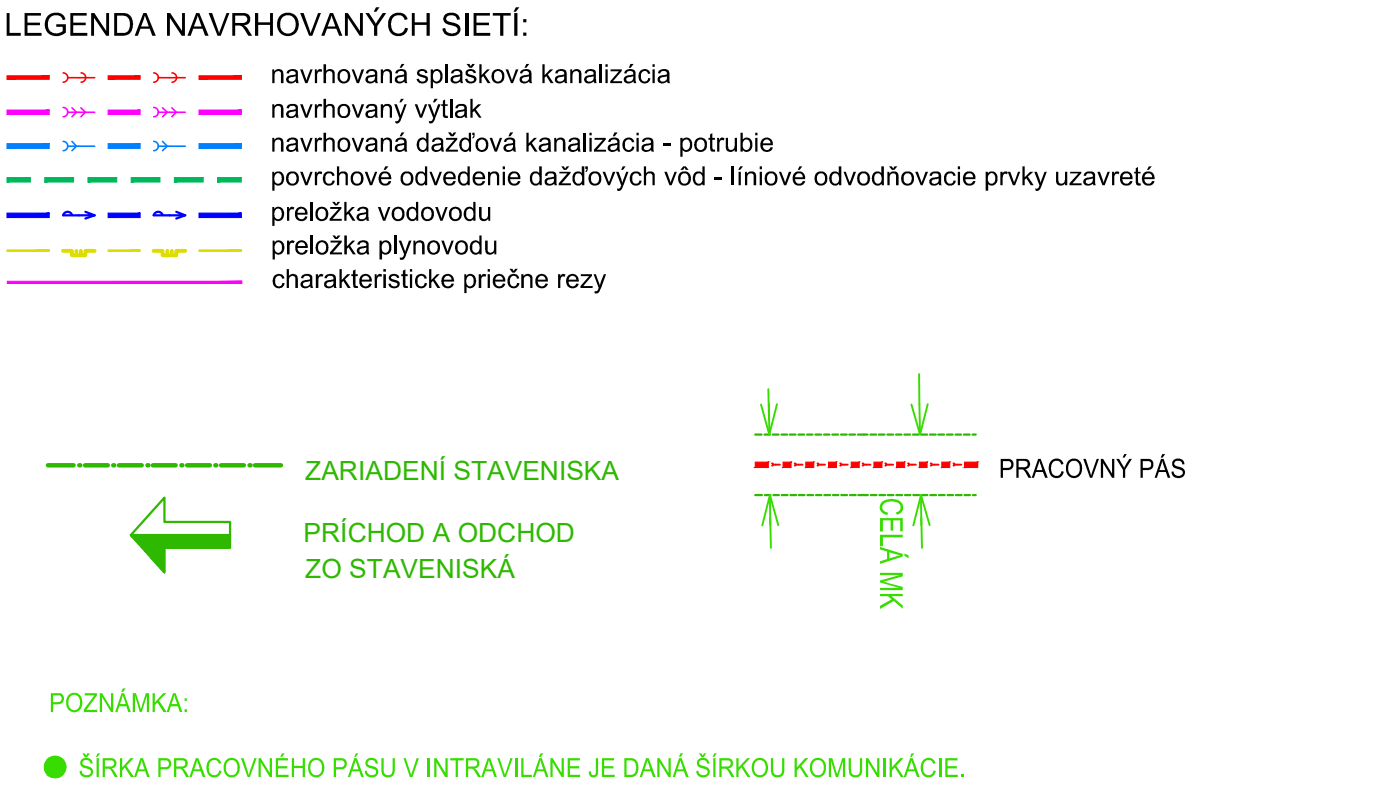 LEGENDA NAVRHOVANÝCH SIETÍ:
navrhovaná splašková kanalizácia
navrhovaný výtlak
navrhovaná dažďová kanalizácia - potrubie
povrchové odvedenie dažďových vôd - líniové odvodňovacie prvky uzavreté
preložka vodovodu
preložka plynovodu
charakteristicke priečne rezy
ZARIADENÍ STAVENISKA
PRÍCHOD A ODCHOD
ZO STAVENISKÁ
PRACOVNÝ PÁS
CELÁ MK
POZNÁMKA:
ŠÍRKA PRACOVNÉHO PÁSU V INTRAVILÁNE JE DANÁ ŠÍRKOU KOMUNIKÁCIE.